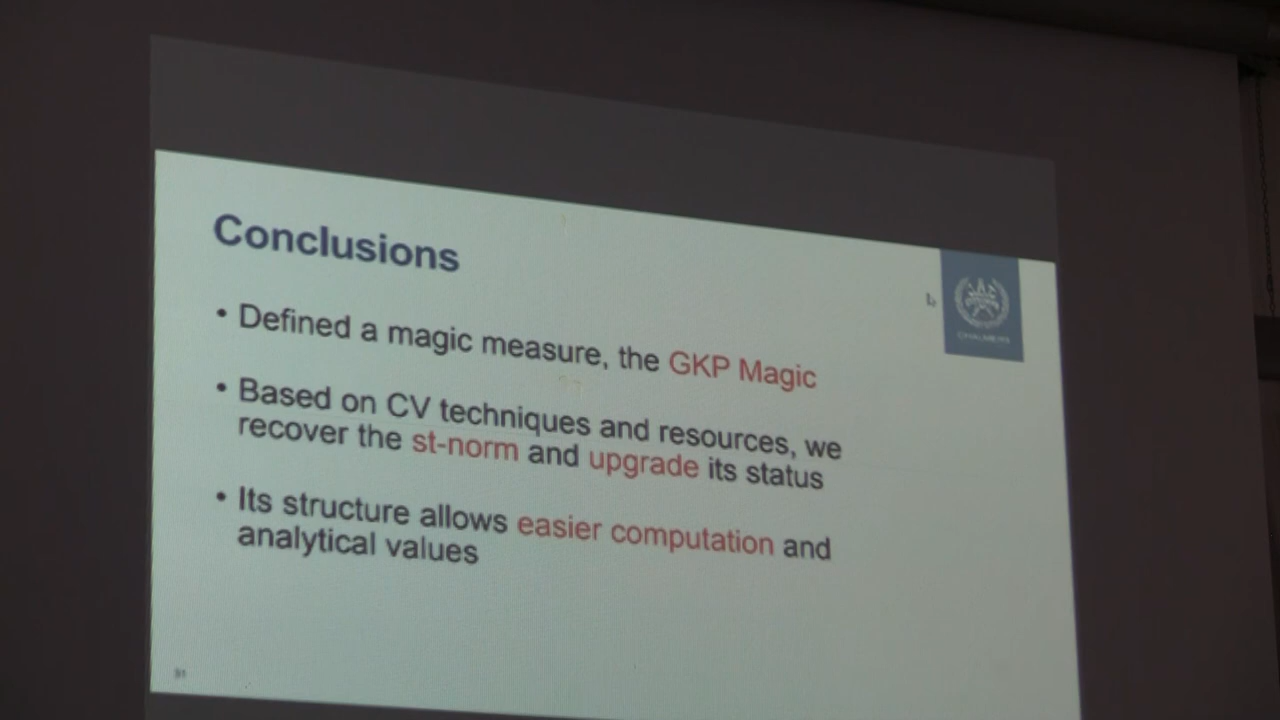 Conclusions
• Defined a magic measure, the GKP Magic
• Based on CV techniques and resources, we
recover the st-norm and upgrade its status
• Its structure allows easier computation and
analytical values
CHALMERS